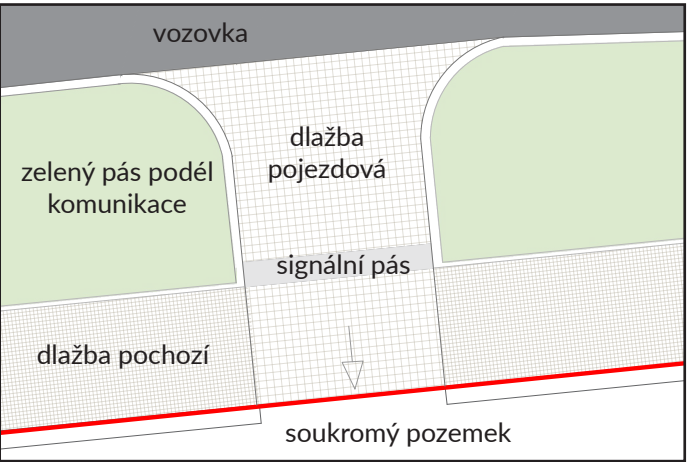 vozovka
dlažba
pojezdová
zelený pás podél
komunikace
signální pás
dlažba pochozí
soukromý pozemek